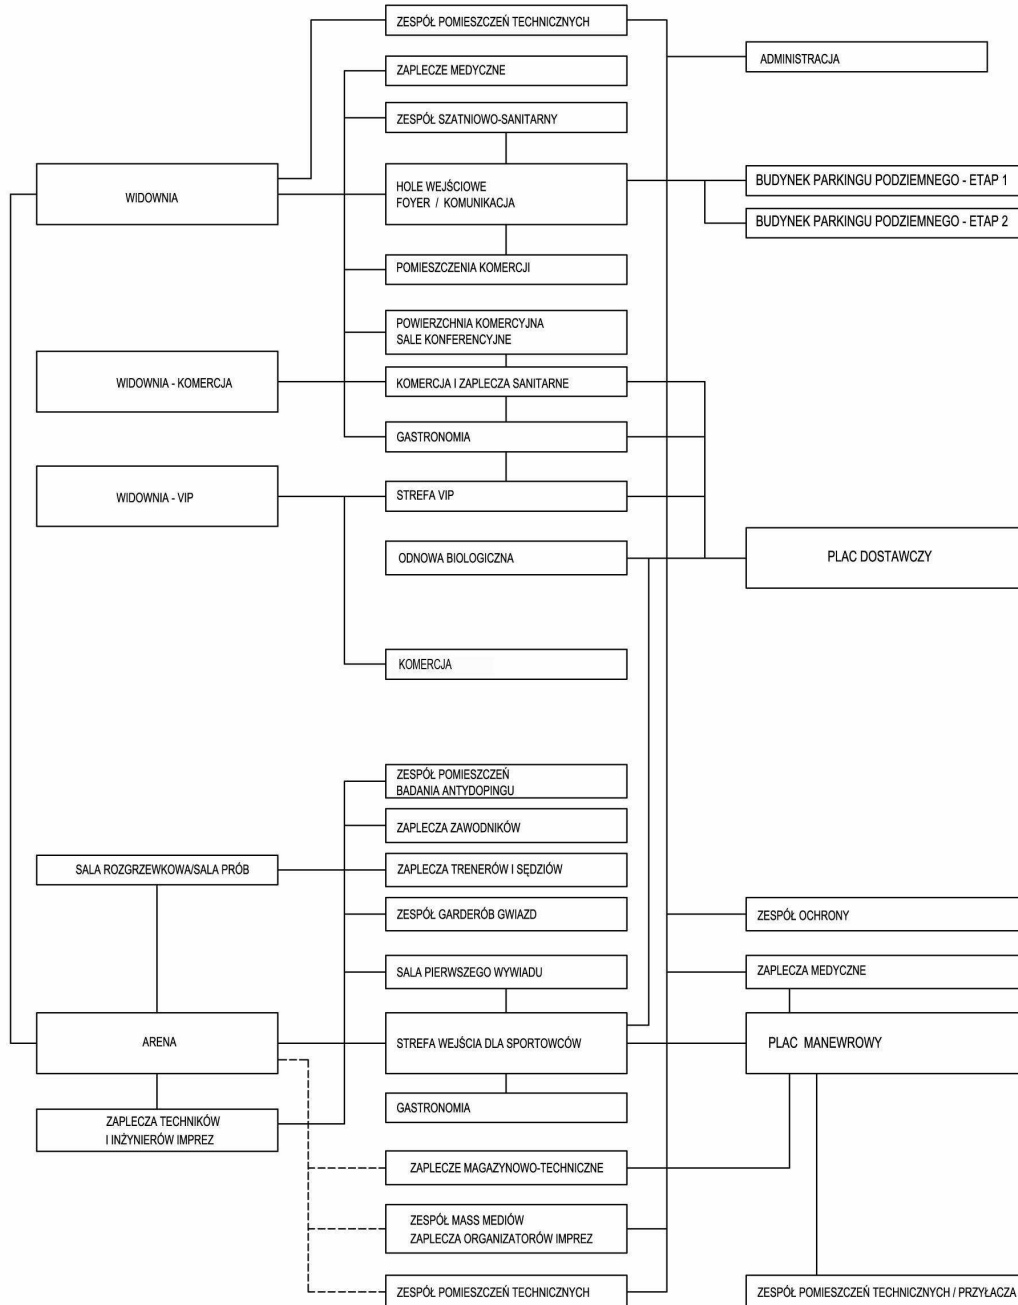 ZESPÓŁ POMIESZCZEŃ TECHNICZNYCH
ADMINISTRACJA
ZAPLECZE MEDYCZNE
ZESPÓŁ SZATNIOWO-SANITARNY
WIDOWNIA
HOLE WEJŚCIOWE
FOYER / KOMUNIKACJA
BUDYNEK PARKINGU PODZIEMNEGO - ETAP 1
BUDYNEK PARKINGU PODZIEMNEGO - ETAP 2
POMIESZCZENIA KOMERCJI
POWIERZCHNIA KOMERCYJNA
SALE KONFERENCYJNE
WIDOWNIA - KOMERCJA
KOMERCJA I ZAPLECZA SANITARNE
GASTRONOMIA
WIDOWNIA - VIP
STREFA VIP
ODNOWA BIOLOGICZNA
PLAC DOSTAWCZY
KOMERCJA
ZESPÓŁ POMIESZCZEŃ
BADANIA ANTYDOPINGU
ZAPLECZA ZAWODNIKÓW
SALA ROZGRZEWKOWA/SALA PRÓB
ZAPLECZA TRENERÓW I SĘDZIÓW
ZESPÓŁ GARDERÓB GWIAZD
ZESPÓŁ OCHRONY
SALA PIERWSZEGO WYWIADU
ZAPLECZA MEDYCZNE
ARENA
STREFA WEJŚCIA DLA SPORTOWCÓW
PLAC MANEWROWY
GASTRONOMIA
ZAPLECZA TECHNIKÓW
I INŻYNIERÓW IMPREZ
ZAPLECZE MAGAZYNOWO-TECHNICZNE
ZESPÓŁ MASS MEDIÓW
ZAPLECZA ORGANIZATORÓW IMPREZ
ZESPÓŁ POMIESZCZEŃ TECHNICZNYCH
ZESPÓŁ POMIESZCZEŃ TECHNICZNYCH / PRZYŁĄCZA